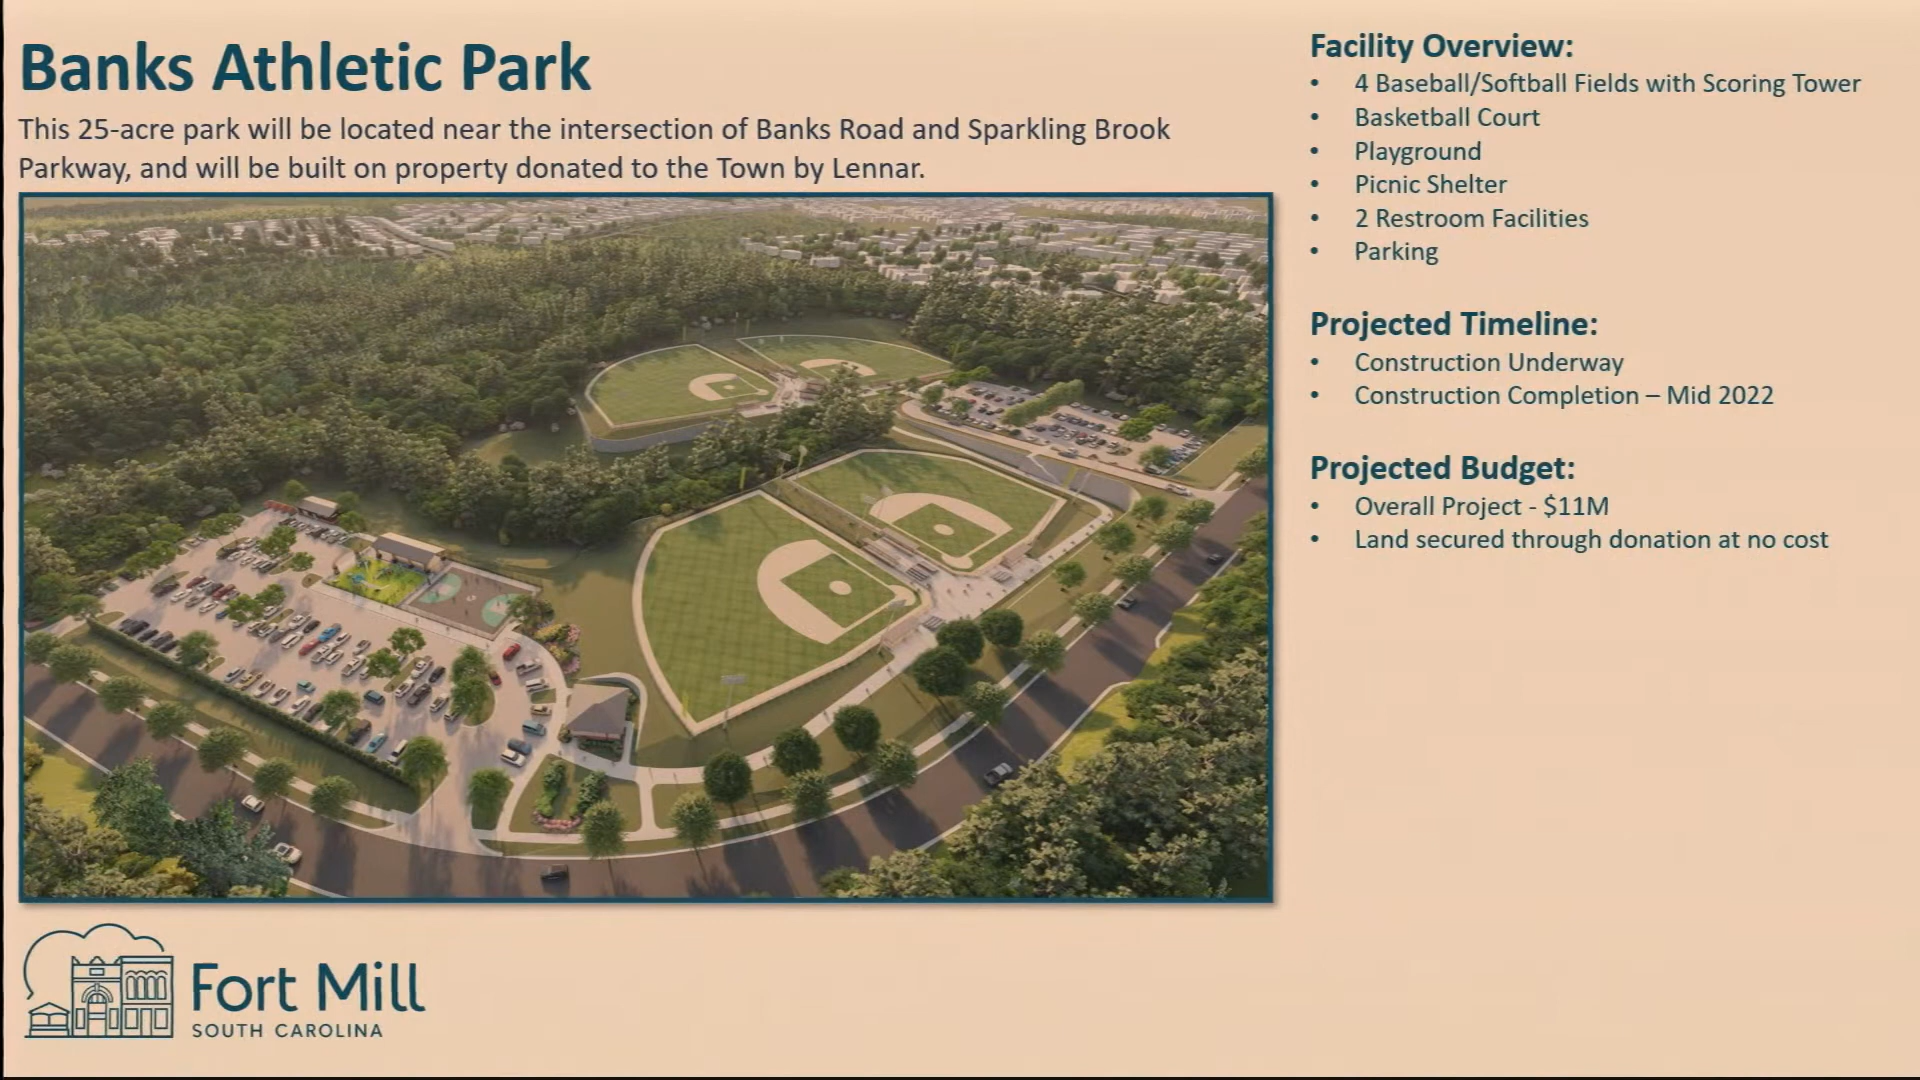 Banks Athletic Park
This 25-acre park will be located near the intersection of Banks Road and Sparkling Brook
Parkway, and will be built on property donated to the Town by Lennar.
Facility Overview:
• 4 Baseball/Softball Fields with Scoring Tower
• Basketball Court
• Playground
• Picnic Shelter
• 2 Restroom Facilities
• Parking
Projected Timeline:
• Construction Underway
• Construction Completion – Mid 2022
Projected Budget:
• Overall Project - $11M
• Land secured through donation at no cost
Fort Mill
SOUTH CAROLINA